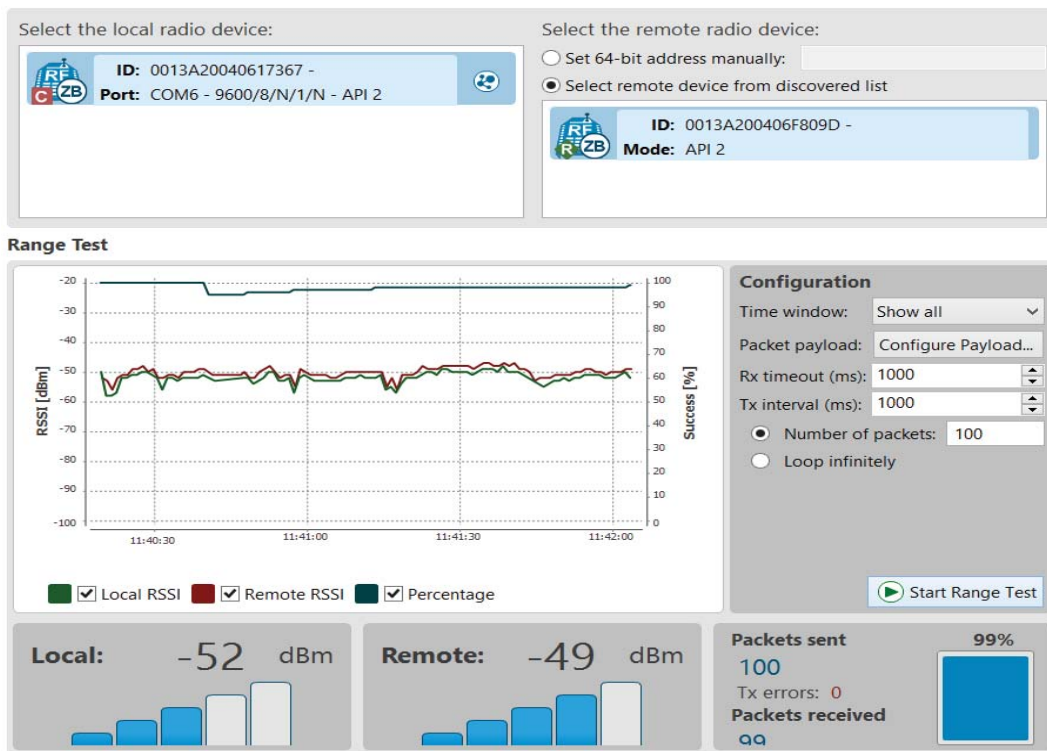 Select the local radio device:
RF
C
ZB
ID: 0013A20040617367 -
Port: COM6 - 9600/8/N/1/N - API 2
Select the remote radio device:
Set 64-bit address manually:
Select remote device from discovered list
RF
R
ZB
ID: 0013A200406F809D -
Mode: API 2
Range Test
-20
-30
-40
-50
-60
-70
-80
-90
-100
RSSI [dBm]
100
90
80
70
60
50
40
30
20
10
0
Success [%]
11:40:30
11:41:00
11:41:30
11:42:00
Local RSSI
Remote RSSI
Percentage
Configuration
Time window: Show all
Packet payload: Configure Payload...
Rx timeout (ms): 1000
Tx interval (ms): 1000
Number of packets: 100
Loop infinitely
Start Range Test
Local: -52 dBm
Remote: -49 dBm
Packets sent 99%
100
Tx errors: 0
Packets received
99